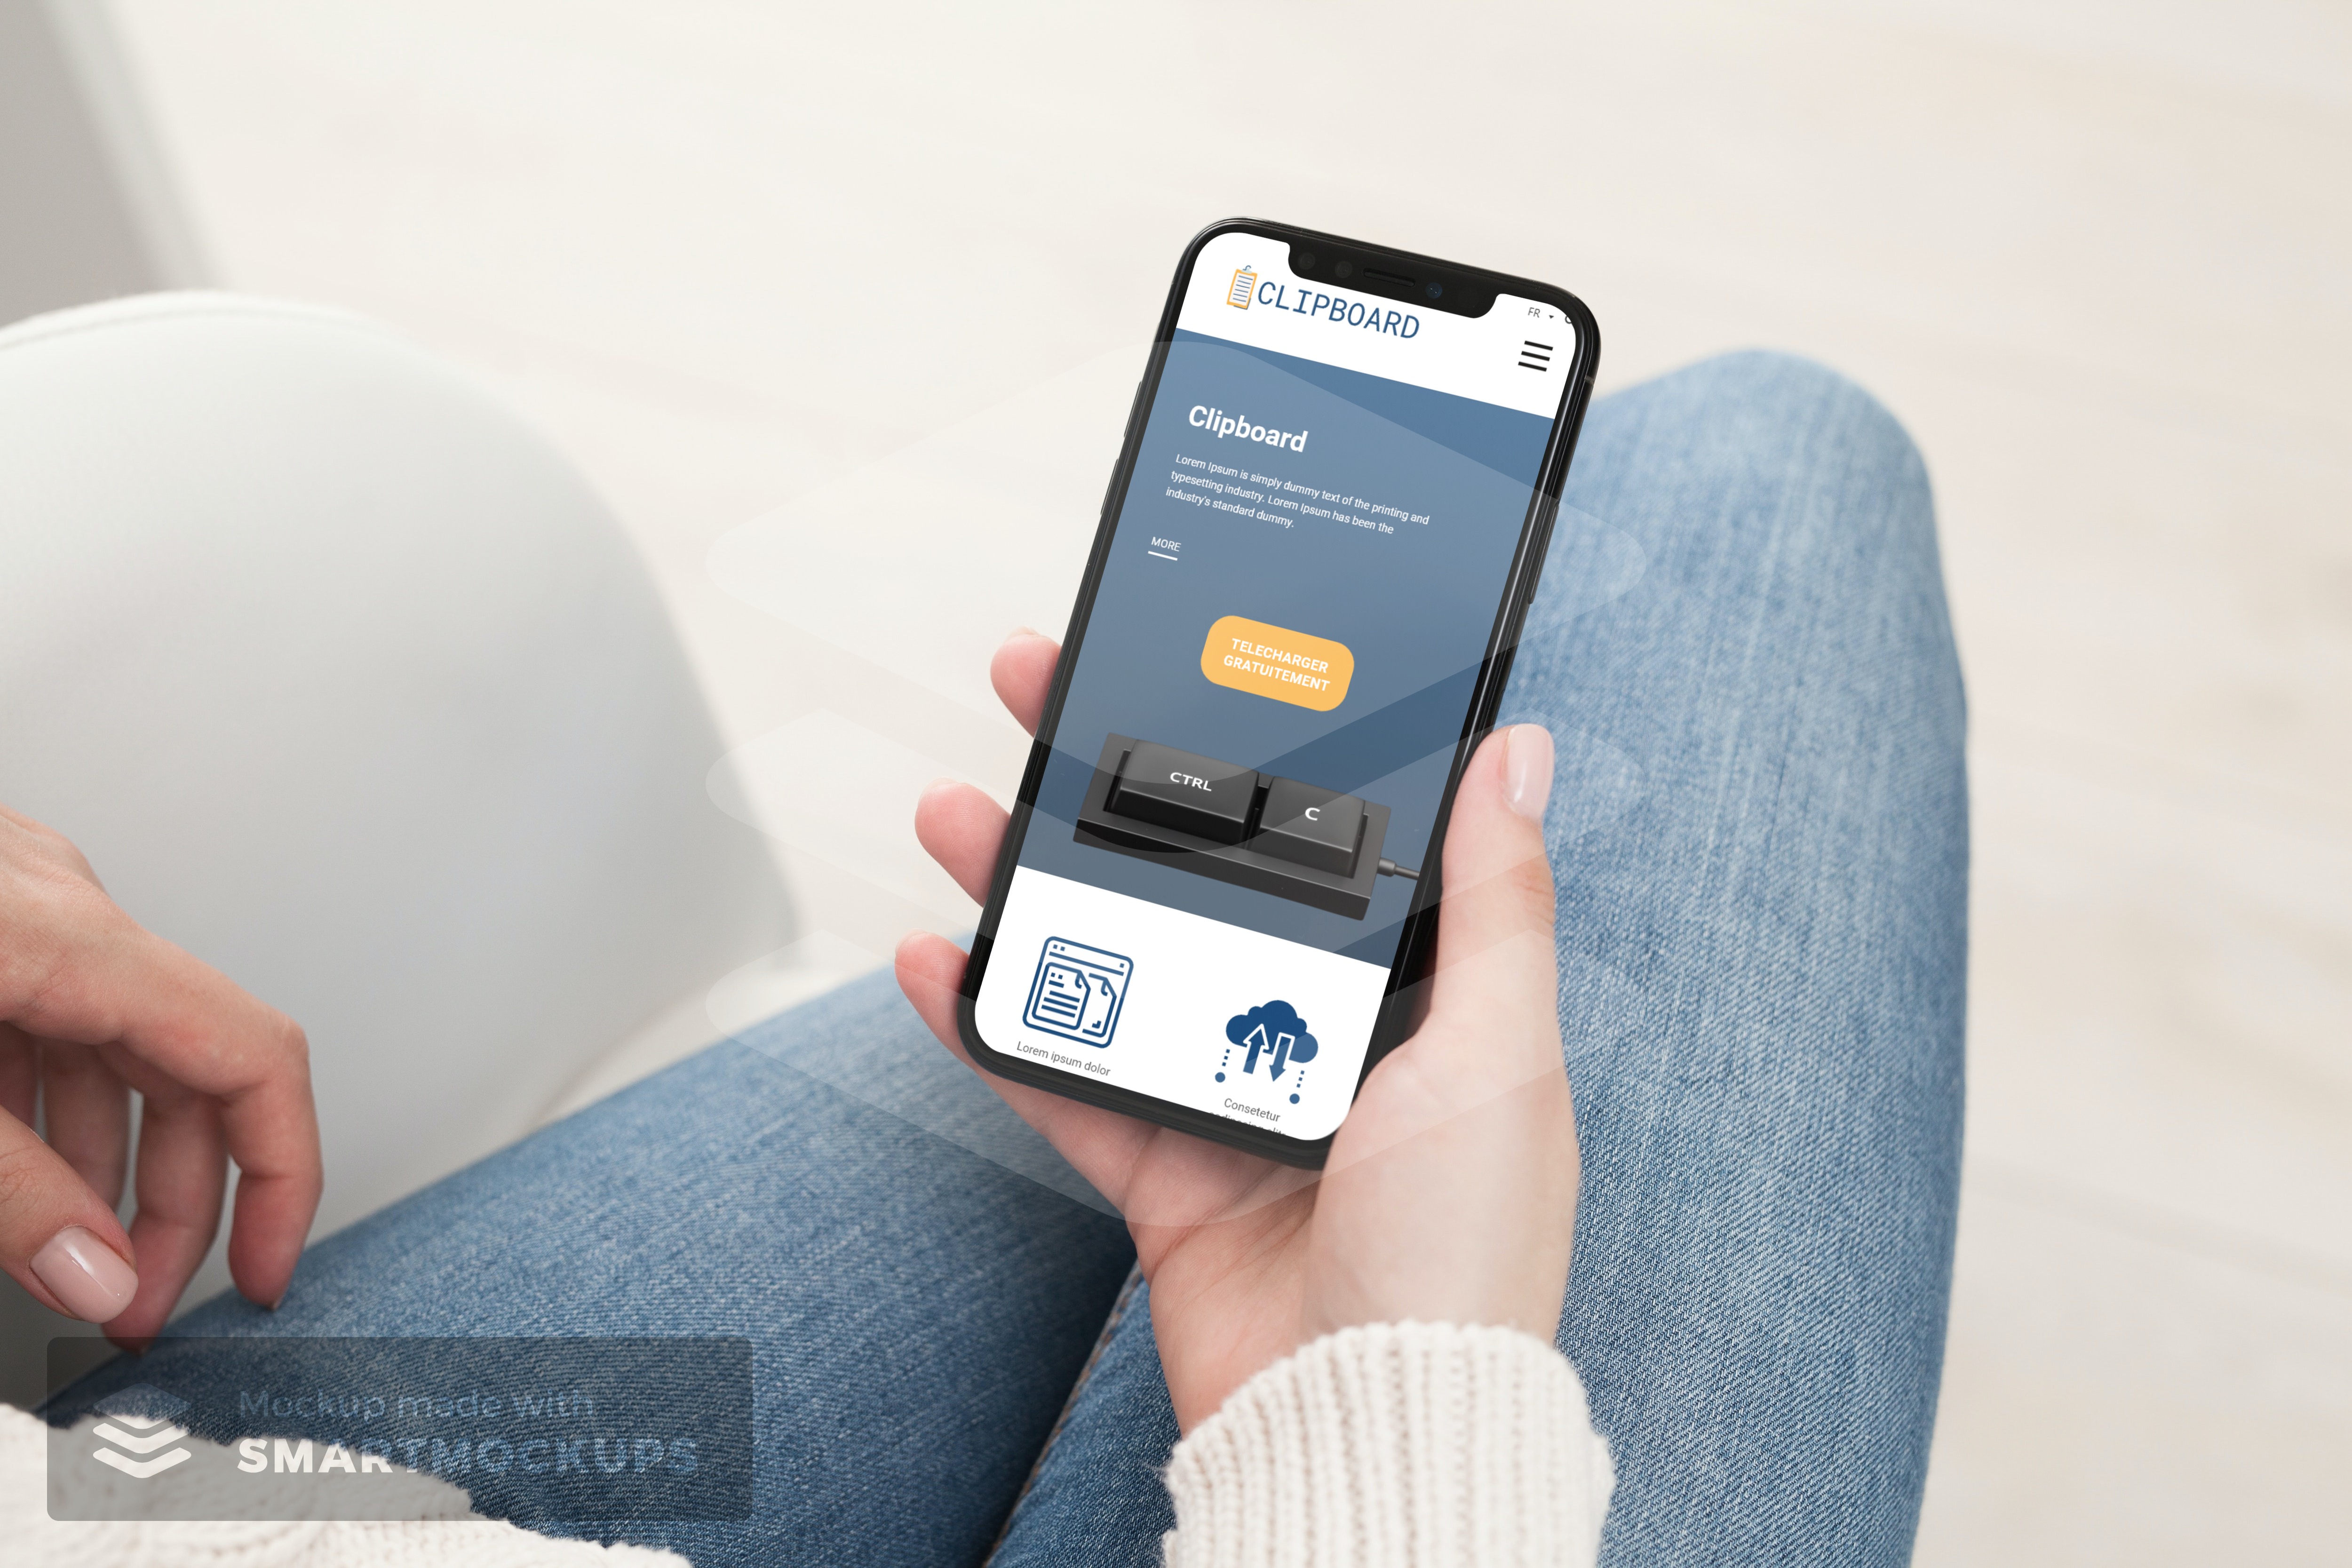 CLIPBOARD
FR
Clipboard
Lorem Ipsum is simply dummy text of the printing and
typesetting industry. Lorem Ipsum has been the
industry's standard dummy.
MORE
TELECHARGER
GRATUITEMENT
CTRL
C
Lorem ipsum dolor
Consetetur
Mockup made with
SMARTMOCKUPS